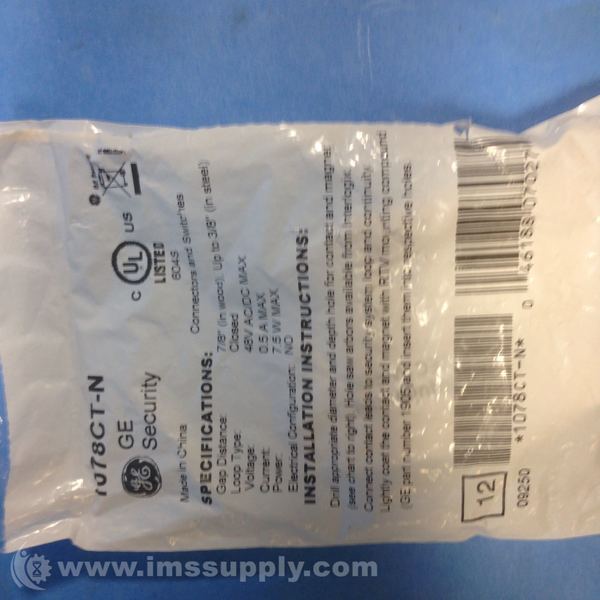 1078CT-N
GE
Security
C UL US
LISTED
604S
Connectors and Switches
Made in China
SPECIFICATIONS:
Gap Distance: 7/8" (in wood), Up to 3/8" (in steel)
Loop Type: Closed
Voltage: 48V AC/DC MAX
Current: 0.5 A MAX
Power: 7.5 W MAX
Electrical Configuration: NO
INSTALLATION INSTRUCTIONS:
Drill appropriate diameter and depth hole for contact and magnet
(see chart to right). Hole saw arbors available from Interlogix.
Connect contact leads to security system loop and continuity.
Lightly coat the contact and magnet with RTV mounting compound
(GE part number 1905) and insert them into respective holes.
12
09250
*1078CT-N*
0 46188 07027
www.imssupply.com